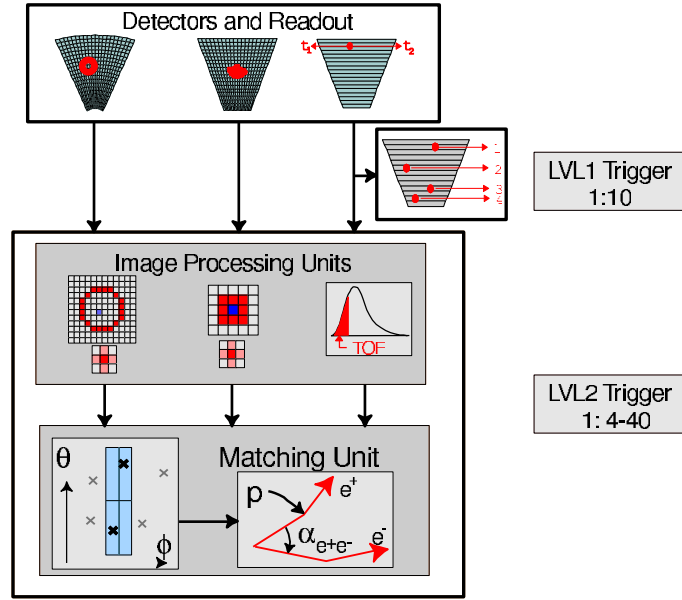 Detectors and Readout
t1 t2
1
2
3
4
LVL1 Trigger
1:10
Image Processing Units
TOF
LVL2 Trigger
1: 4-40
Matching Unit
θ
ϕ
p
e+
αe+e-
e-